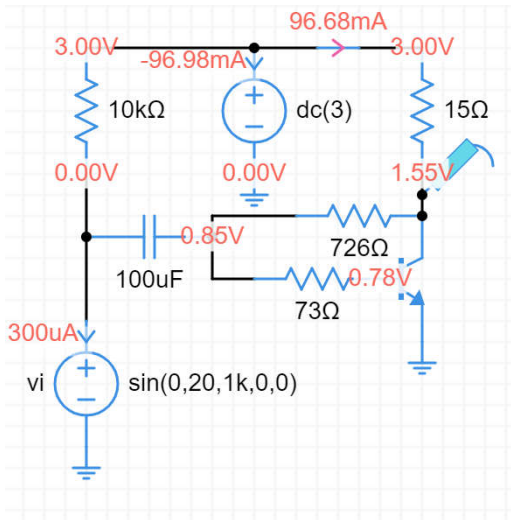 96.68mA
3.00V
-96.98mA
3.00V
10kΩ
dc(3)
15Ω
0.00V
0.00V
1.55V
0.85V
726Ω
100uF
0.78V
73Ω
300uA
vi
sin(0,20,1k,0,0)